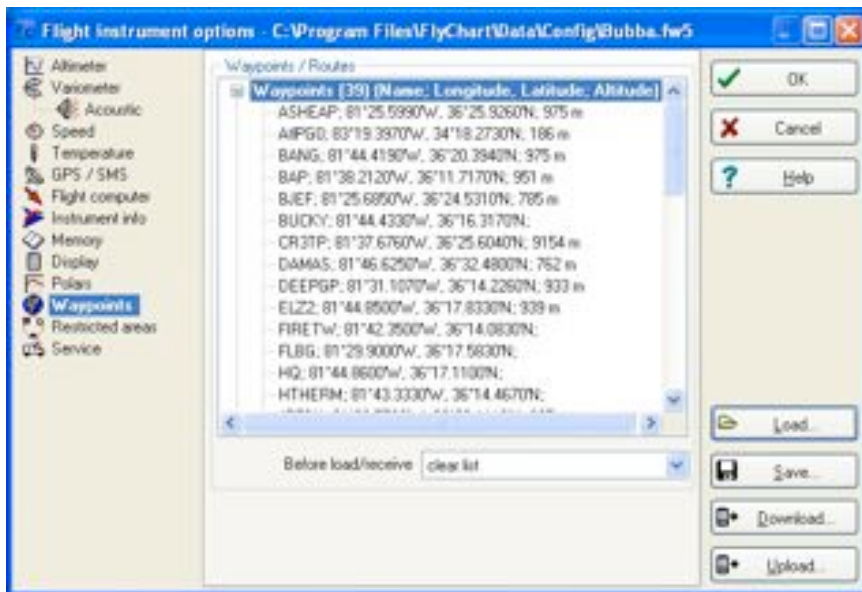 Flight instrument options - C:\Program Files\FlyChart\Data\Config\Bubba.fw5
Altimeter
Variometer
Acoustic
Speed
Temperature
GPS / SMS
Flight computer
Instrument info
Memory
Display
Polars
Waypoints
Restricted areas
Service
Waypoints / Routes
Waypoints [39] (Name; Longitude, Latitude; Altitude)
ASHEAP; 81°25.5990'W, 36°25.9260'N; 975 m
83°19.3970'W, 34°18.2730'N; 186 m
BANG; 81°44.4190'W, 36°20.3940'N; 975 m
BAP; 81°38.2120'W, 36°11.7170'N; 951 m
BJEF; 81°25.6850'W, 36°24.5310'N; 785 m
BUCKY; 81°44.4330'W, 36°16.3170'N;
CR3TP; 81°37.6760'W, 36°25.6040'N; 9154 m
DAMAS; 81°46.6250'W, 36°32.4800'N; 762 m
DEEPGP; 81°31.1070'W, 36°14.2260'N; 933 m
ELZ2; 81°44.8500'W, 36°17.8330'N; 939 m
FIRETW; 81°42.3500'W, 36°14.0830'N;
FLBG; 81°29.9000'W, 36°17.5830'N;
HQ; 81°44.8600'W, 36°17.1100'N;
HTHERM; 81°43.3330'W, 36°14.4670'N;
Before load/receive clear list
OK
Cancel
Help
Load...
Save...
Download...
Upload...